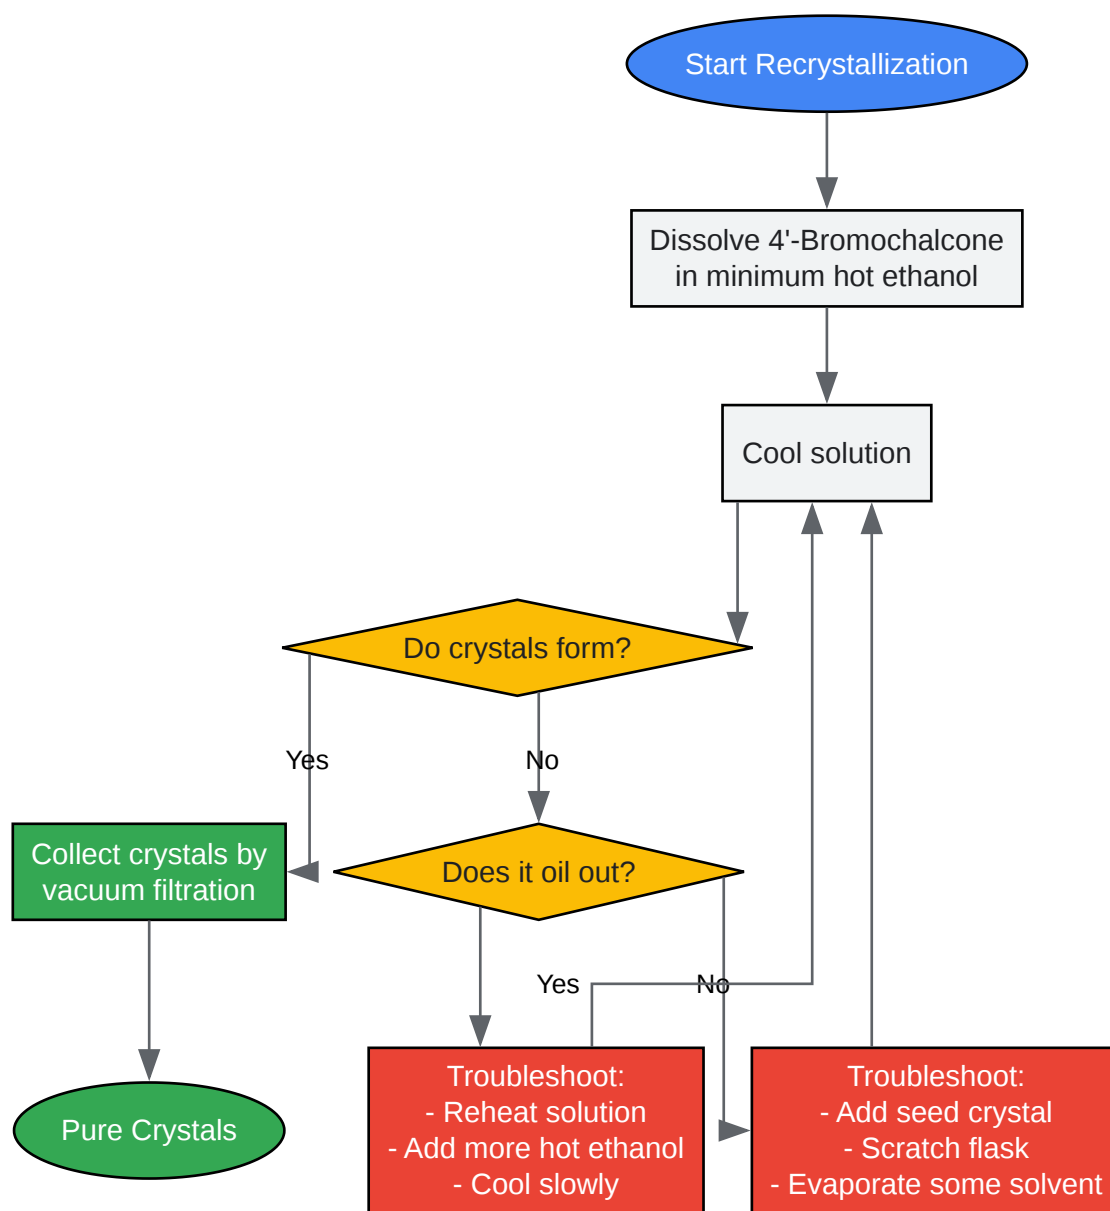 Start Recrystallization
Dissolve 4'-Bromochalcone
in minimum hot ethanol
Cool solution
Do crystals form?
Yes
No
Collect crystals by
vacuum filtration
Does it oil out?
Yes
No
Pure Crystals
Troubleshoot:
- Reheat solution
- Add more hot ethanol
- Cool slowly
Troubleshoot:
- Add seed crystal
- Scratch flask
- Evaporate some solvent